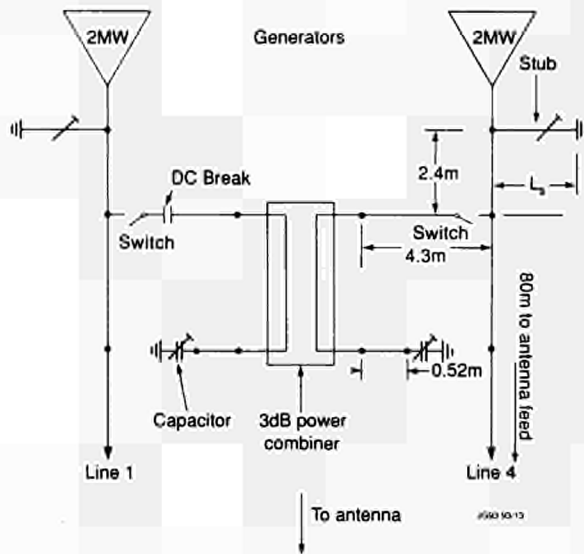 2MW
Generators
2MW
Stub
DC Break
2.4m
Ls
Switch
Switch
4.3m
80m to antenna feed
0.52m
Capacitor
3dB power
combiner
Line 1
Line 4
To antenna